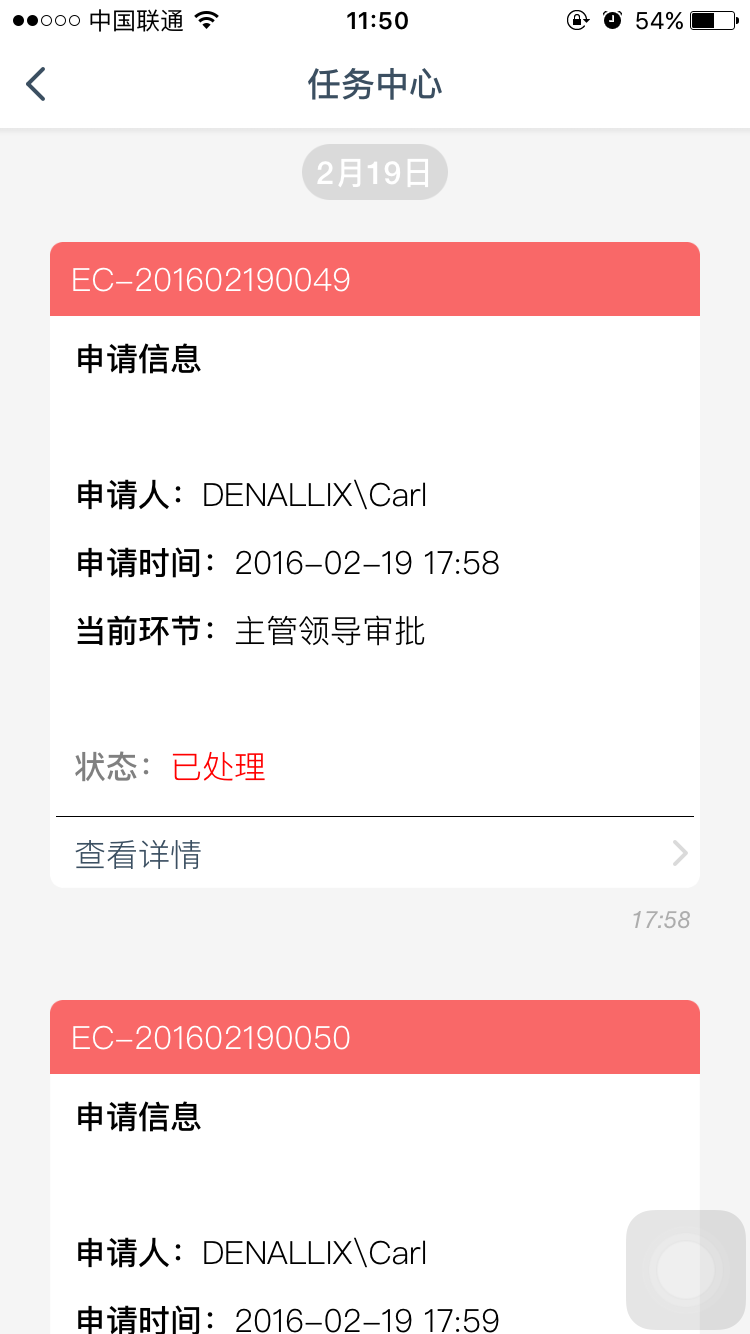 中国联通 11:50 54%
任务中心
2月19日
EC-201602190049
申请信息
申请人：DENALLIX\Carl
申请时间：2016-02-19 17:58
当前环节：主管领导审批
状态：已处理
查看详情
17:58
EC-201602190050
申请信息
申请人：DENALLIX\Carl
申请时间：2016-02-19 17:59